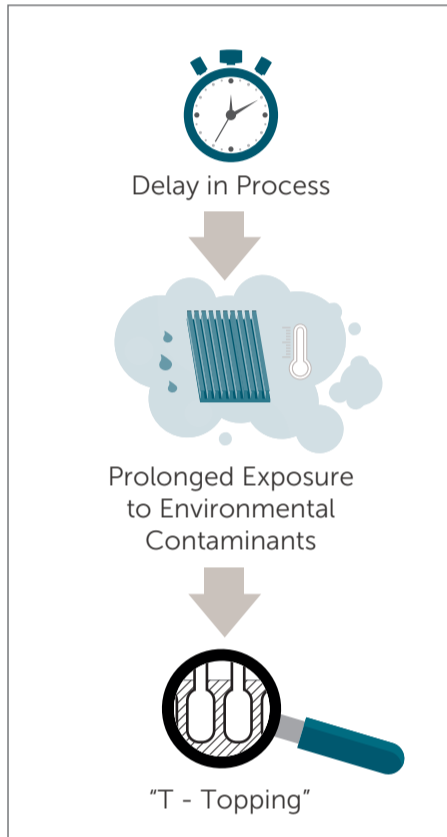 Delay in Process
Prolonged Exposure
to Environmental
Contaminants
“T - Topping”